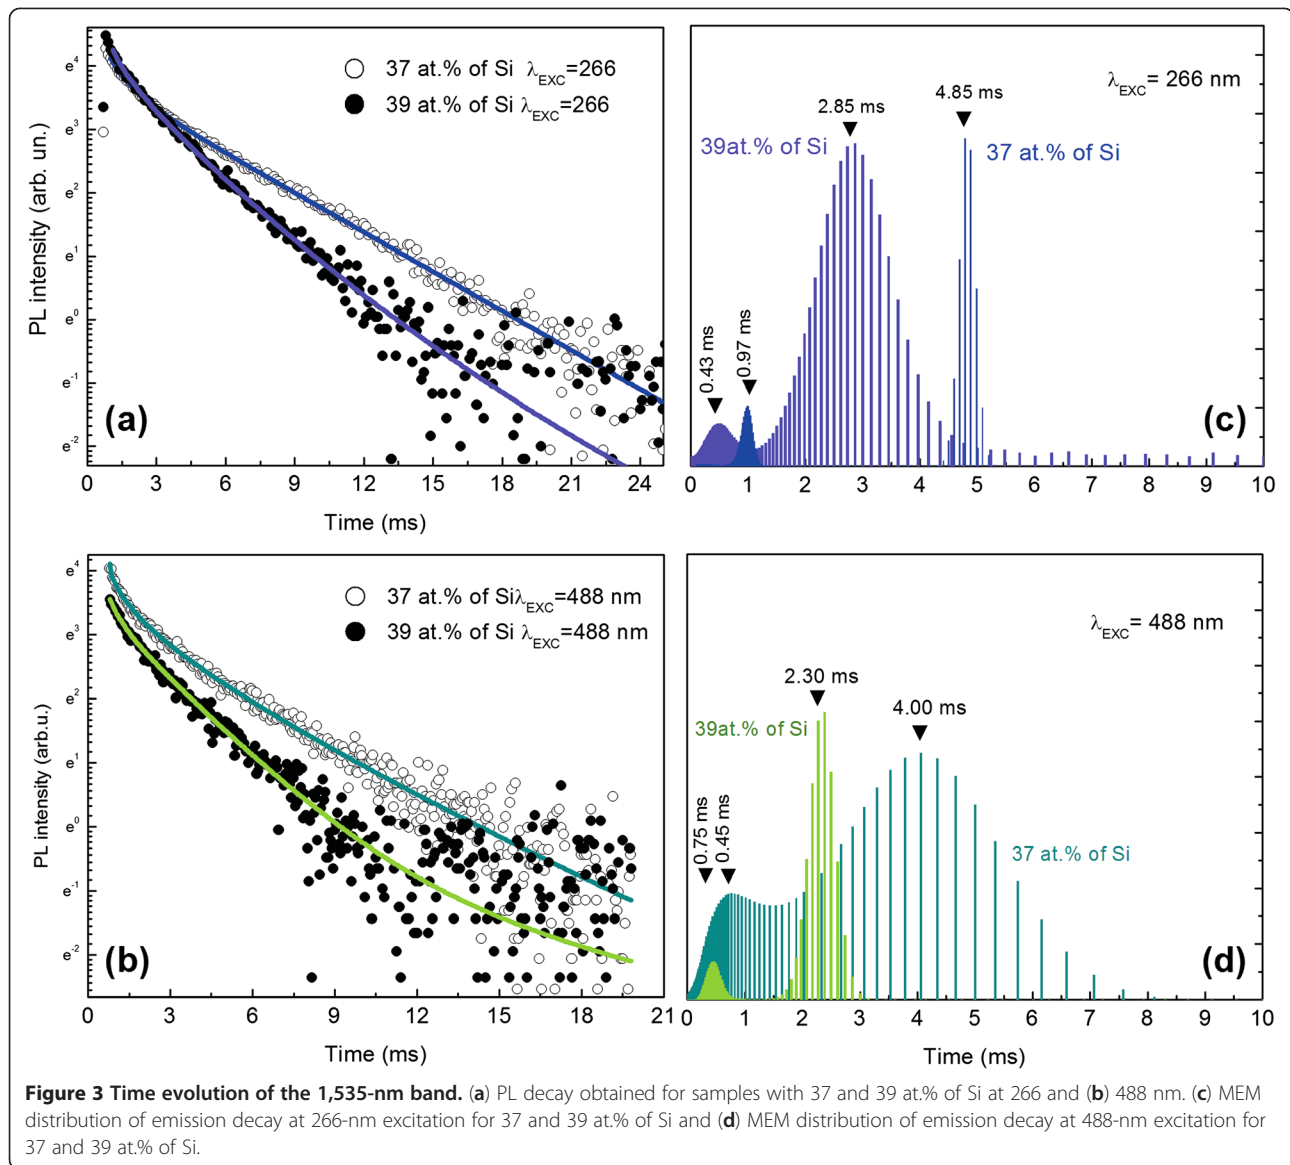 37 at.% of Si λEXC=266
39 at.% of Si λEXC=266
PL intensity (arb. un.)
e4
e3
e2
e1
e0
e-1
e-2
(a)
0 3 6 9 12 15 18 21 24
Time (ms)
λEXC= 266 nm
2.85 ms
4.85 ms
39at.% of Si
37 at.% of Si
0.43 ms
0.97 ms
(c)
0 1 2 3 4 5 6 7 8 9 10
Time (ms)
37 at.% of SiλEXC=488 nm
39 at.% of Si λEXC=488 nm
PL intensity (arb.u.)
e4
e3
e2
e1
e0
e-1
e-2
(b)
0 3 6 9 12 15 18 21
Time (ms)
λEXC= 488 nm
2.30 ms
4.00 ms
39at.% of Si
37 at.% of Si
0.75 ms
0.45 ms
(d)
0 1 2 3 4 5 6 7 8 9 10
Time (ms)
Figure 3 Time evolution of the 1,535-nm band. (a) PL decay obtained for samples with 37 and 39 at.% of Si at 266 and (b) 488 nm. (c) MEM
distribution of emission decay at 266-nm excitation for 37 and 39 at.% of Si and (d) MEM distribution of emission decay at 488-nm excitation for
37 and 39 at.% of Si.